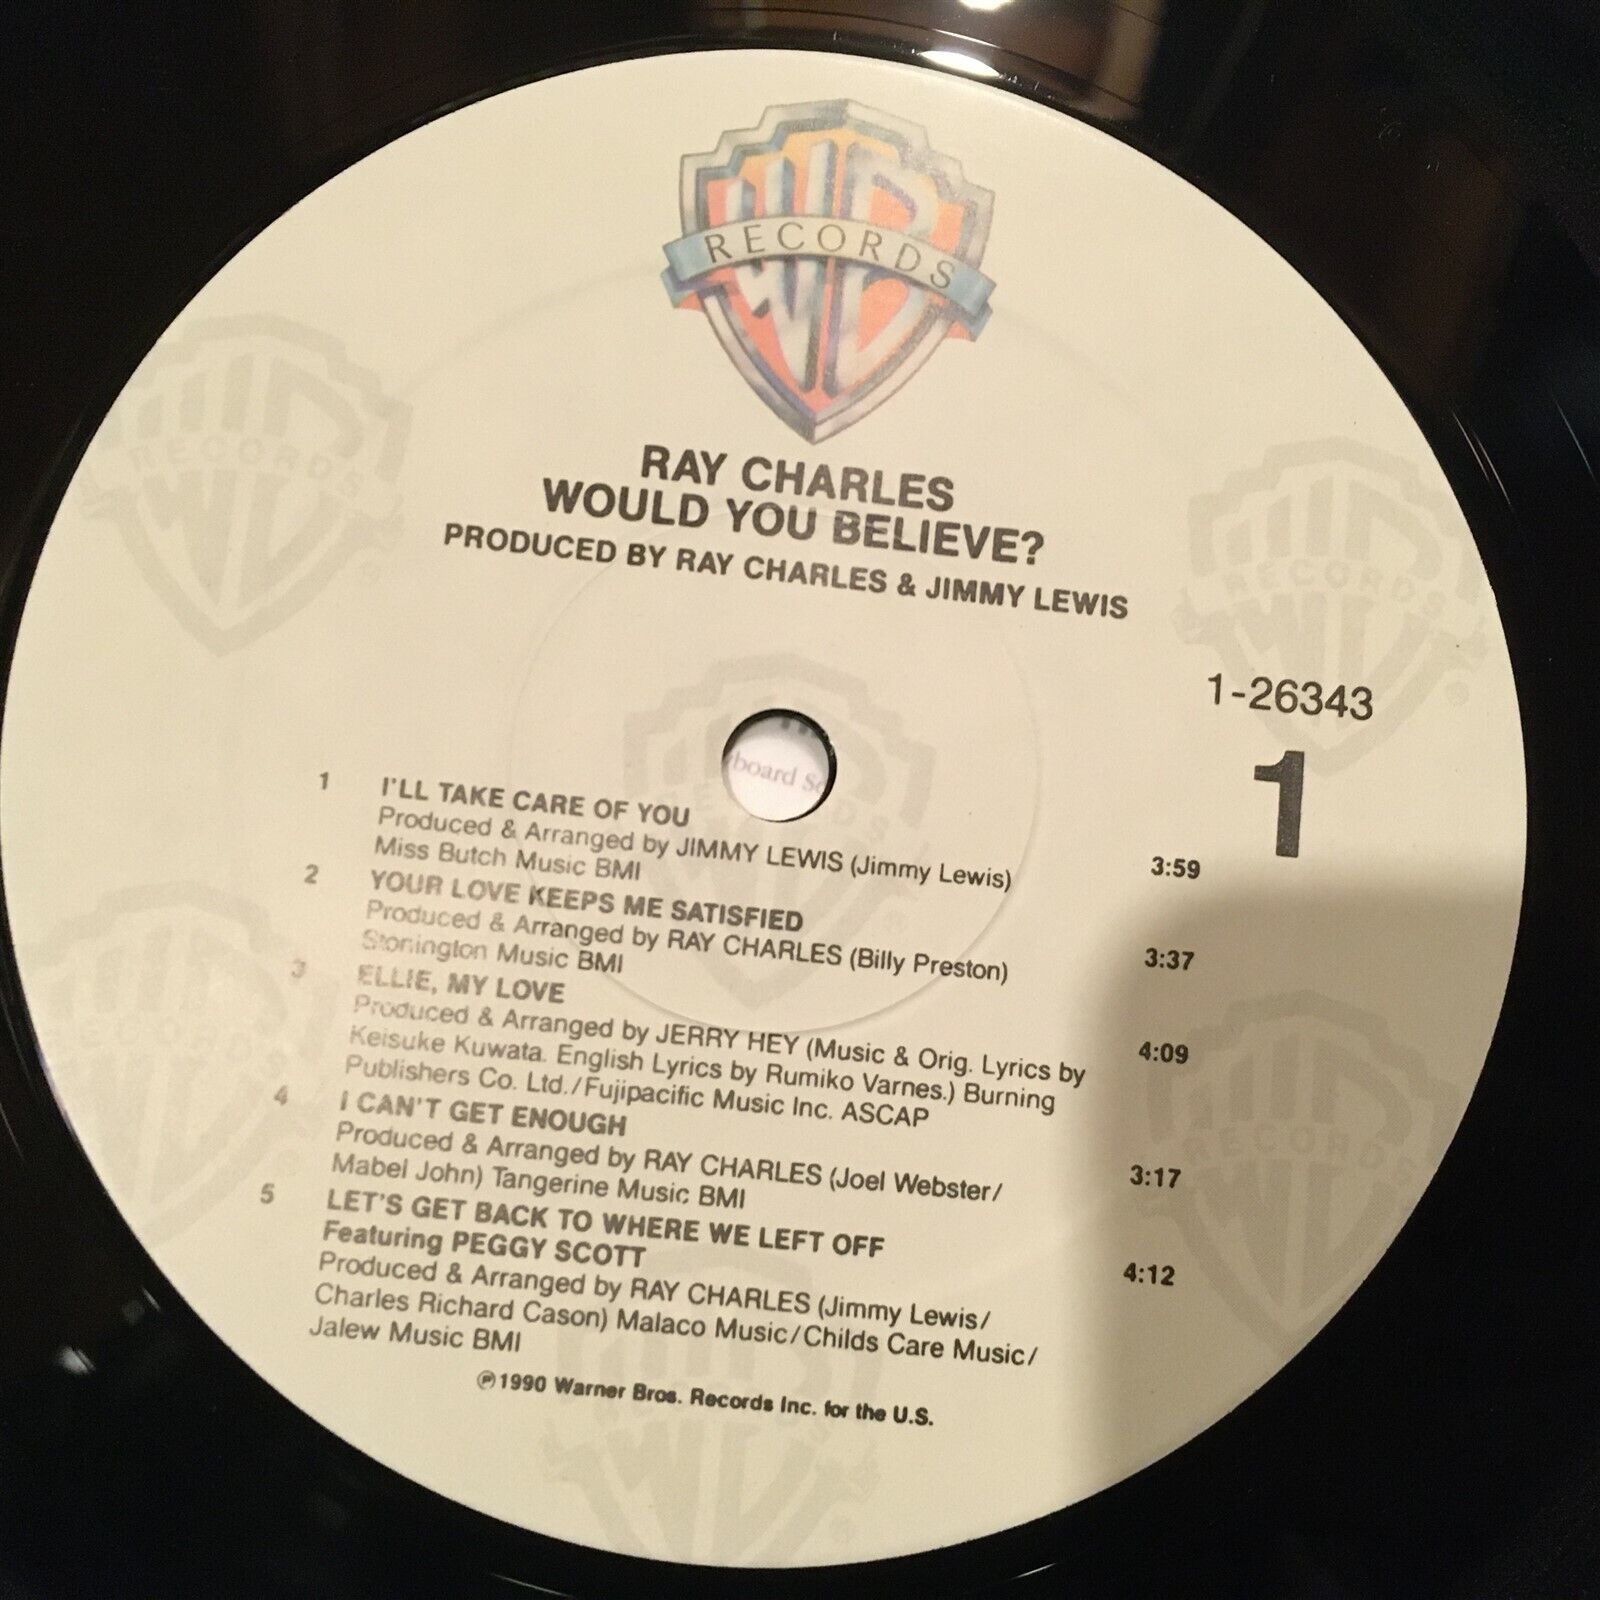 RECORDS
RAY CHARLES
WOULD YOU BELIEVE?
PRODUCED BY RAY CHARLES & JIMMY LEWIS
1-26343
1
1 I'LL TAKE CARE OF YOU
Produced & Arranged by JIMMY LEWIS (Jimmy Lewis)
Miss Butch Music BMI 3:59
2 YOUR LOVE KEEPS ME SATISFIED
Produced & Arranged by RAY CHARLES (Billy Preston)
Stonington Music BMI 3:37
3 ELLIE, MY LOVE
Produced & Arranged by JERRY HEY (Music & Orig. Lyrics by
Keisuke Kuwata. English Lyrics by Rumiko Varnes.) Burning
Publishers Co. Ltd./Fujipacific Music Inc. ASCAP 4:09
4 I CAN'T GET ENOUGH
Produced & Arranged by RAY CHARLES (Joel Webster/
Mabel John) Tangerine Music BMI 3:17
5 LET'S GET BACK TO WHERE WE LEFT OFF
Featuring PEGGY SCOTT
Produced & Arranged by RAY CHARLES (Jimmy Lewis/
Charles Richard Cason) Malaco Music/Childs Care Music/
Jalew Music BMI 4:12
℗1990 Warner Bros. Records Inc. for the U.S.